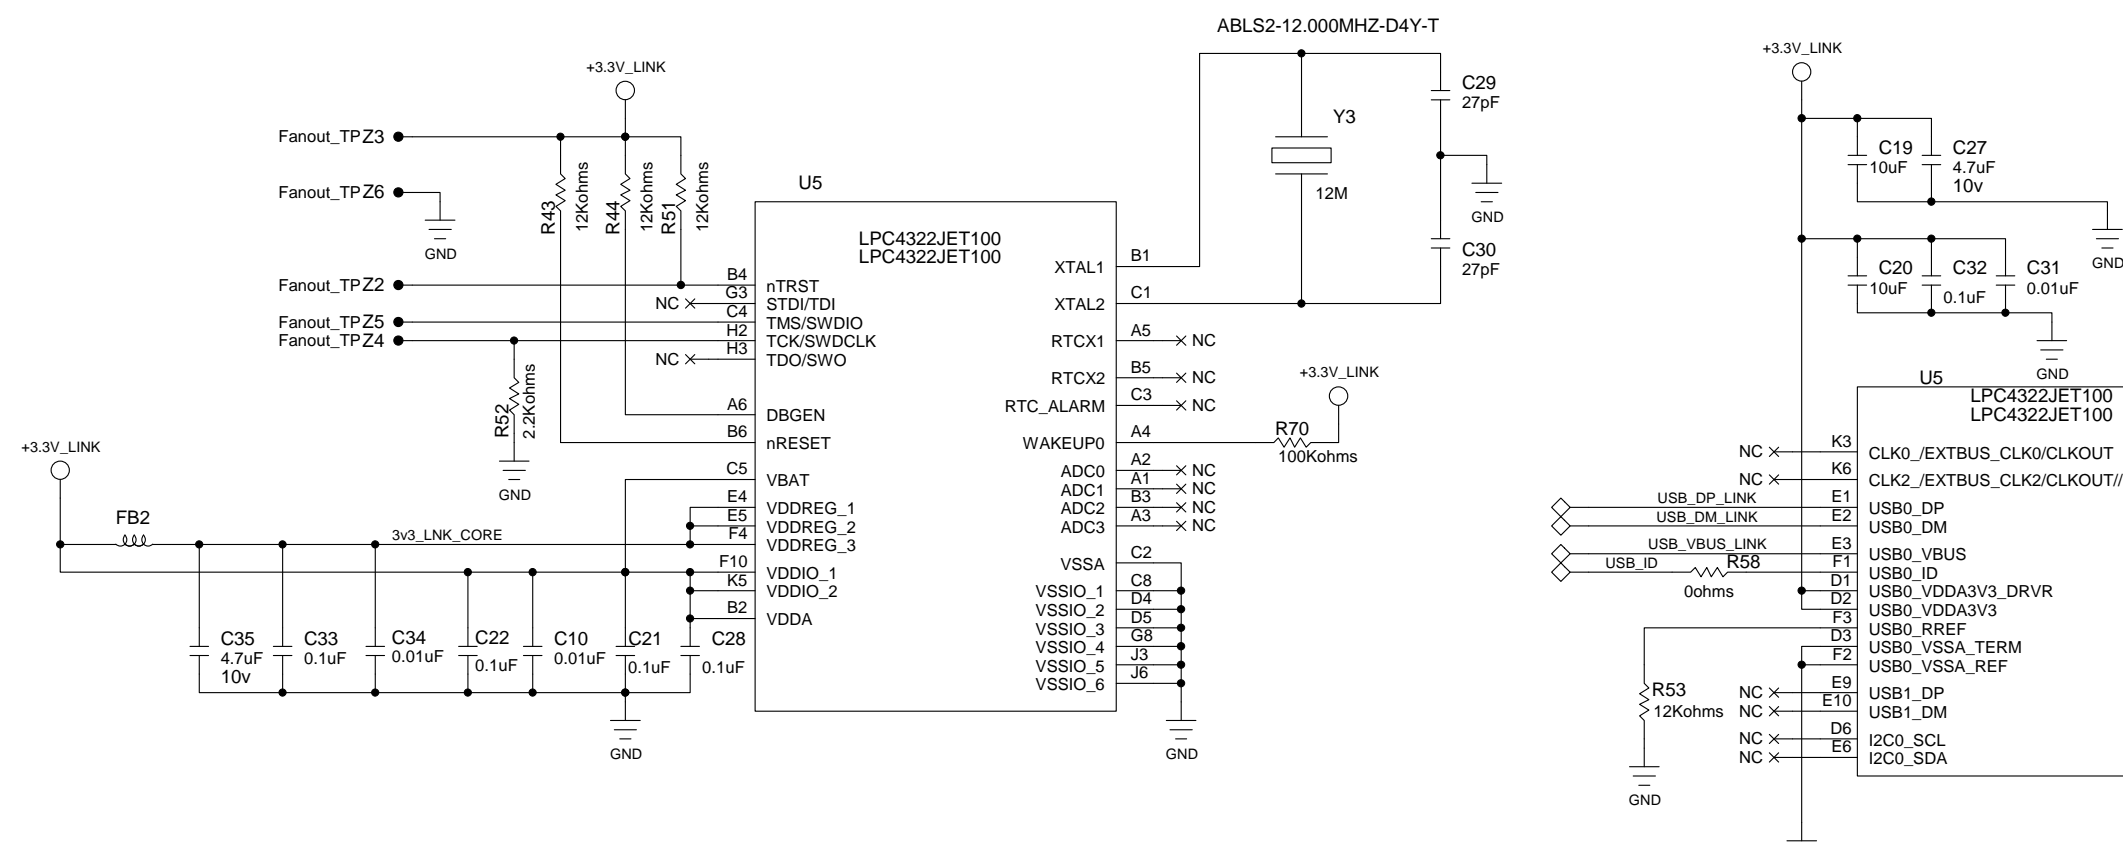 ABLS2-12.000MHZ-D4Y-T
+3.3V_LINK
Fanout_TPZ3
Fanout_TPZ6
GND
R43
12Kohms
R44
12Kohms
R51
12Kohms
Fanout_TPZ2
Fanout_TPZ5
Fanout_TPZ4
NC
NC
R52
2.2Kohms
GND
U5
LPC4322JET100
LPC4322JET100
B4 nTRST
G3 STDI/TDI
C4 TMS/SWDIO
H2 TCK/SWDCLK
H3 TDO/SWO
A6 DBGEN
B6 nRESET
C5 VBAT
E4 VDDREG_1
E5 VDDREG_2
F4 VDDREG_3
F10 VDDIO_1
K5 VDDIO_2
B2 VDDA
+3.3V_LINK
FB2
3v3_LNK_CORE
C35
4.7uF
10v
C33
0.1uF
C34
0.01uF
C22
0.1uF
C10
0.01uF
C21
0.1uF
C28
0.1uF
GND
XTAL1 B1
XTAL2 C1
RTCX1 A5 NC
RTCX2 B5 NC
RTC_ALARM C3 NC
WAKEUP0 A4
ADC0 A2 NC
ADC1 A1 NC
ADC2 B3 NC
ADC3 A3 NC
VSSA C2
VSSIO_1 C8
VSSIO_2 D4
VSSIO_3 D5
VSSIO_4 G8
VSSIO_5 J3
VSSIO_6 J6
GND
Y3
12M
C29
27pF
GND
C30
27pF
+3.3V_LINK
R70
100Kohms
+3.3V_LINK
C19
10uF
C27
4.7uF
10v
GND
C20
10uF
C32
0.1uF
C31
0.01uF
GND
U5
LPC4322JET100
LPC4322JET100
NC K3 CLK0_/EXTBUS_CLK0/CLKOUT
NC K6 CLK2_/EXTBUS_CLK2/CLKOUT//
USB_DP_LINK E1 USB0_DP
USB_DM_LINK E2 USB0_DM
USB_VBUS_LINK E3 USB0_VBUS
USB_ID R58 F1 USB0_ID
0ohms
D1 USB0_VDDA3V3_DRVR
D2 USB0_VDDA3V3
F3 USB0_RREF
D3 USB0_VSSA_TERM
F2 USB0_VSSA_REF
NC E9 USB1_DP
NC E10 USB1_DM
NC D6 I2C0_SCL
NC E6 I2C0_SDA
R53
12Kohms
GND